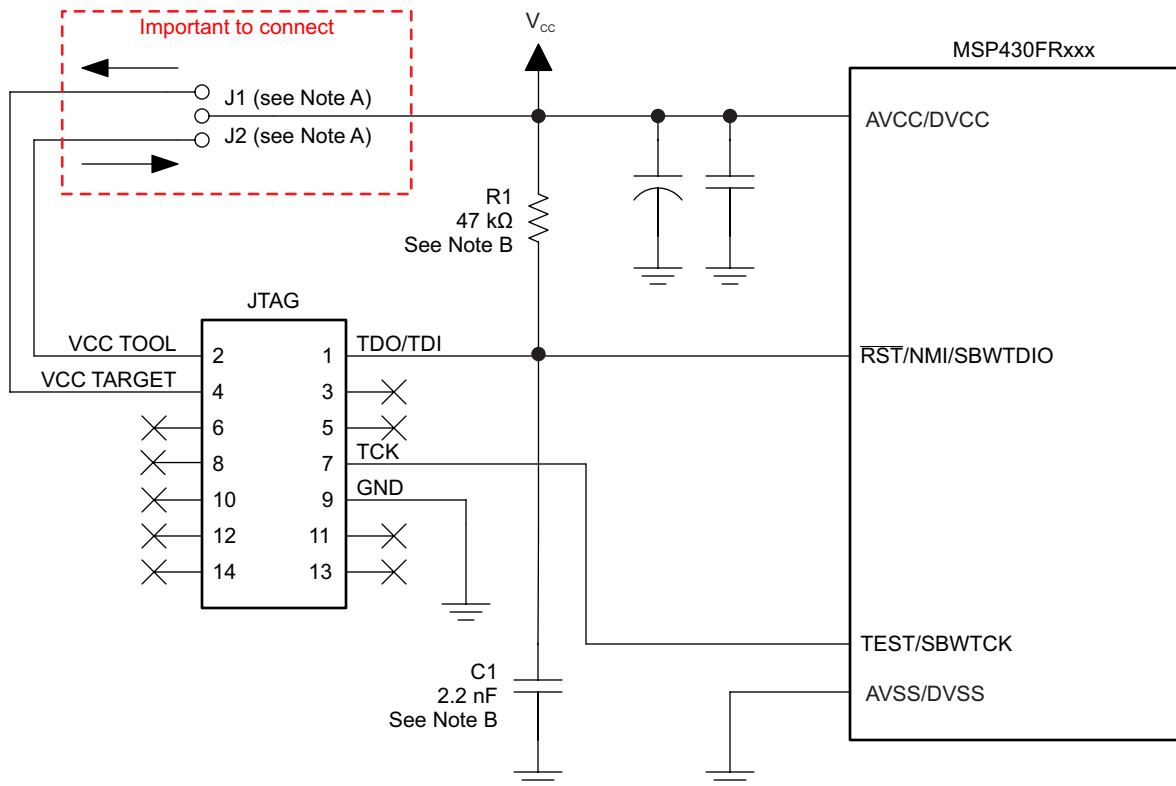 Important to connect
V_CC
MSP430FRxxx
J1 (see Note A)
J2 (see Note A)
AVCC/DVCC
R1
47 kΩ
See Note B
JTAG
VCC TOOL
2
1
TDO/TDI
R̅S̅T̅/NMI/SBWTDIO
VCC TARGET
4
3
6
5
8
7
TCK
10
9
GND
12
11
14
13
TEST/SBWTCK
C1
2.2 nF
See Note B
AVSS/DVSS